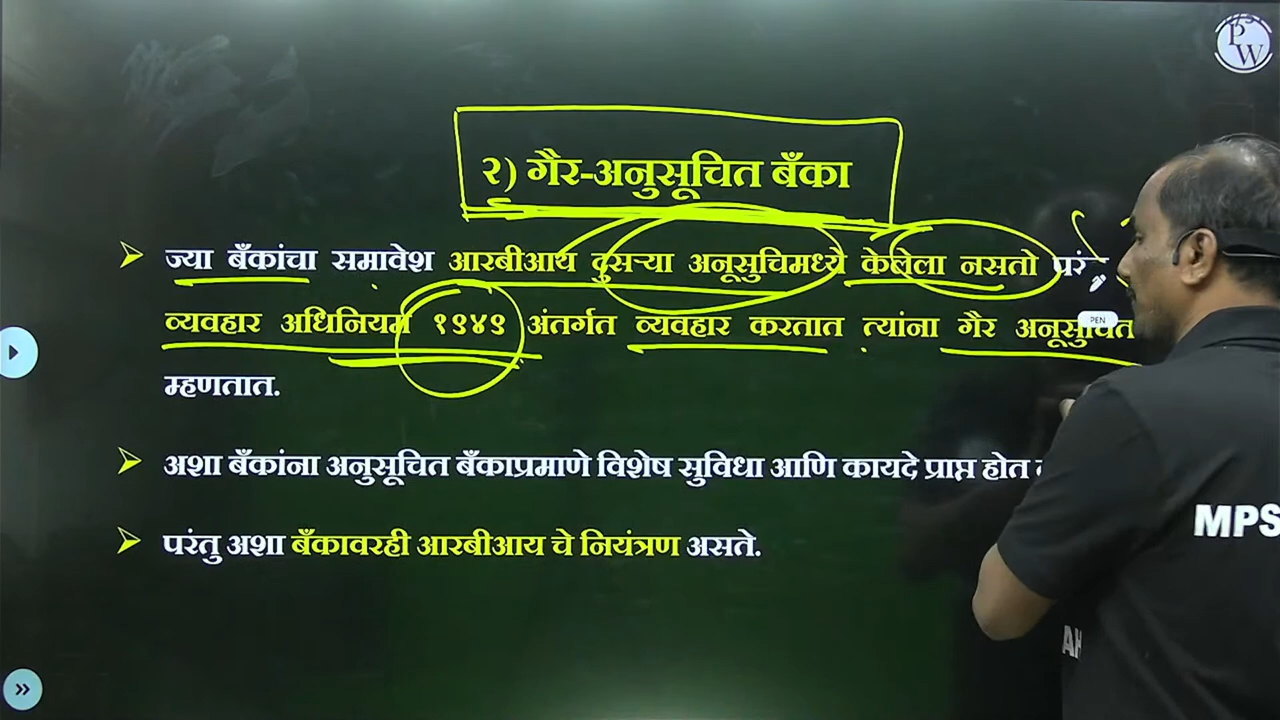 PW
२) गैर-अनुसूचित बँका
ज्या बँकांचा समावेश आरबीआय दुसऱ्या अनूसुचिमध्ये केलेला नसतो
व्यवहार अधिनियम १९४९ अंतर्गत व्यवहार करतात त्यांना गैर अनूसुचित
PEN
म्हणतात.
अशा बँकांना अनुसूचित बँकाप्रमाणे विशेष सुविधा आणि कायदे प्राप्त होत
परंतु अशा बँकावरही आरबीआय चे नियंत्रण असते.
MPS
AH